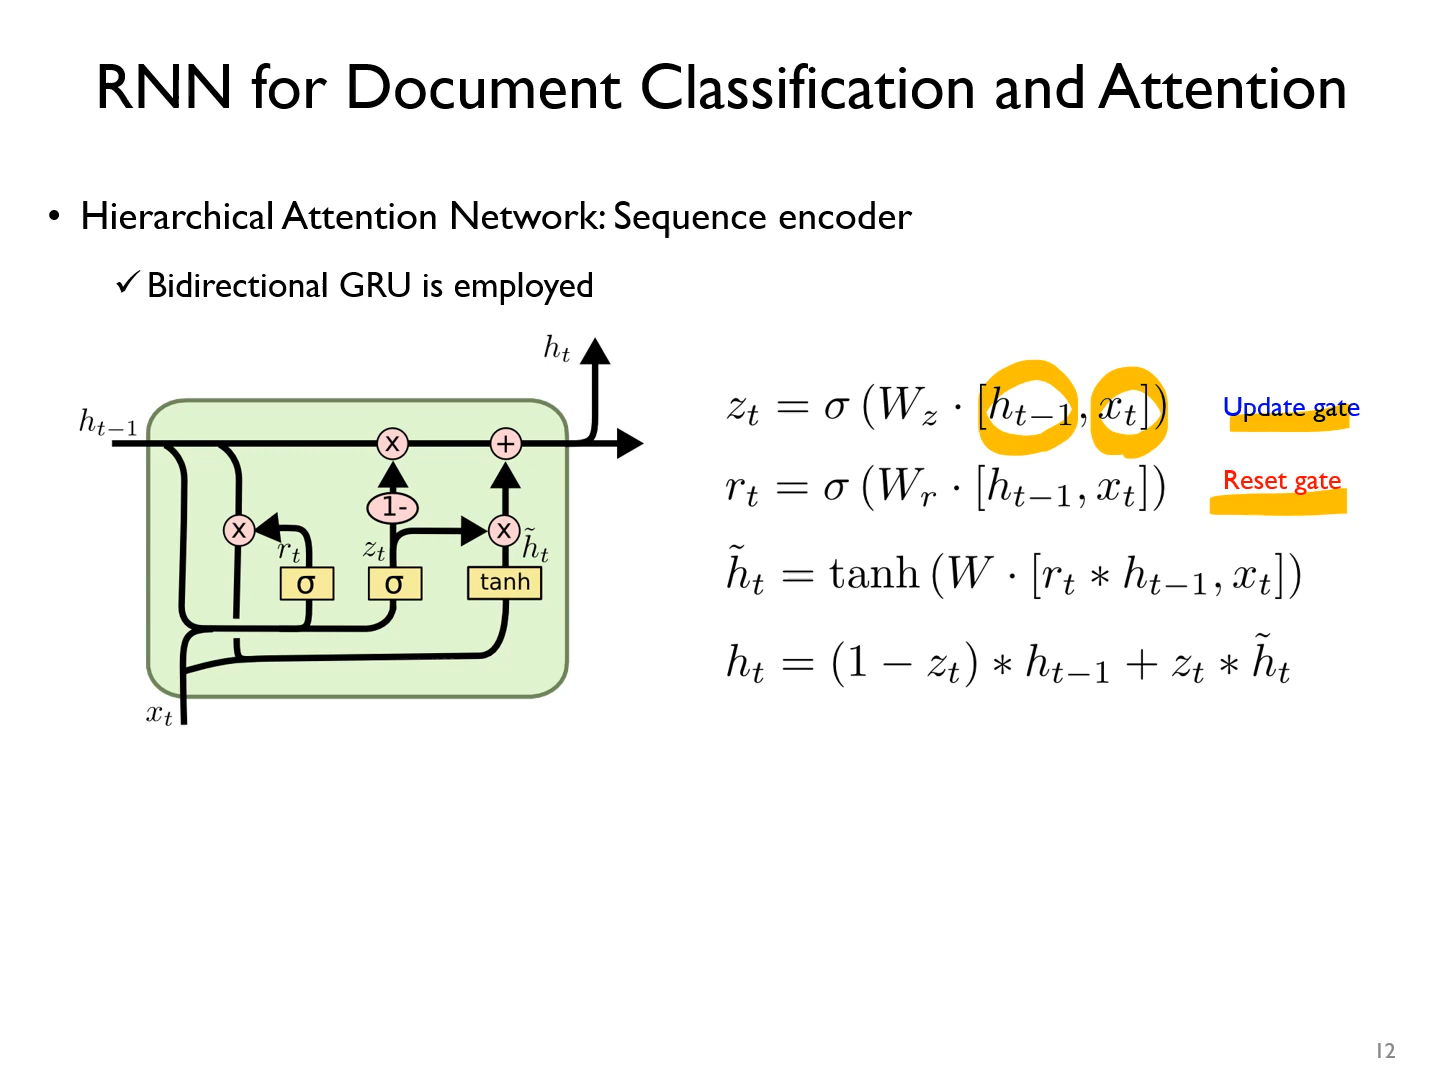 RNN for Document Classification and Attention
• Hierarchical Attention Network: Sequence encoder
✓ Bidirectional GRU is employed
h_t
h_{t−1}
x
+
1-
x
r_t
z_t
x
h̃_t
σ
σ
tanh
x_t
z_t = σ (W_z · [h_{t−1}, x_t])
Update gate
r_t = σ (W_r · [h_{t−1}, x_t])
Reset gate
h̃_t = tanh (W · [r_t ∗ h_{t−1}, x_t])
h_t = (1 − z_t) ∗ h_{t−1} + z_t ∗ h̃_t
12